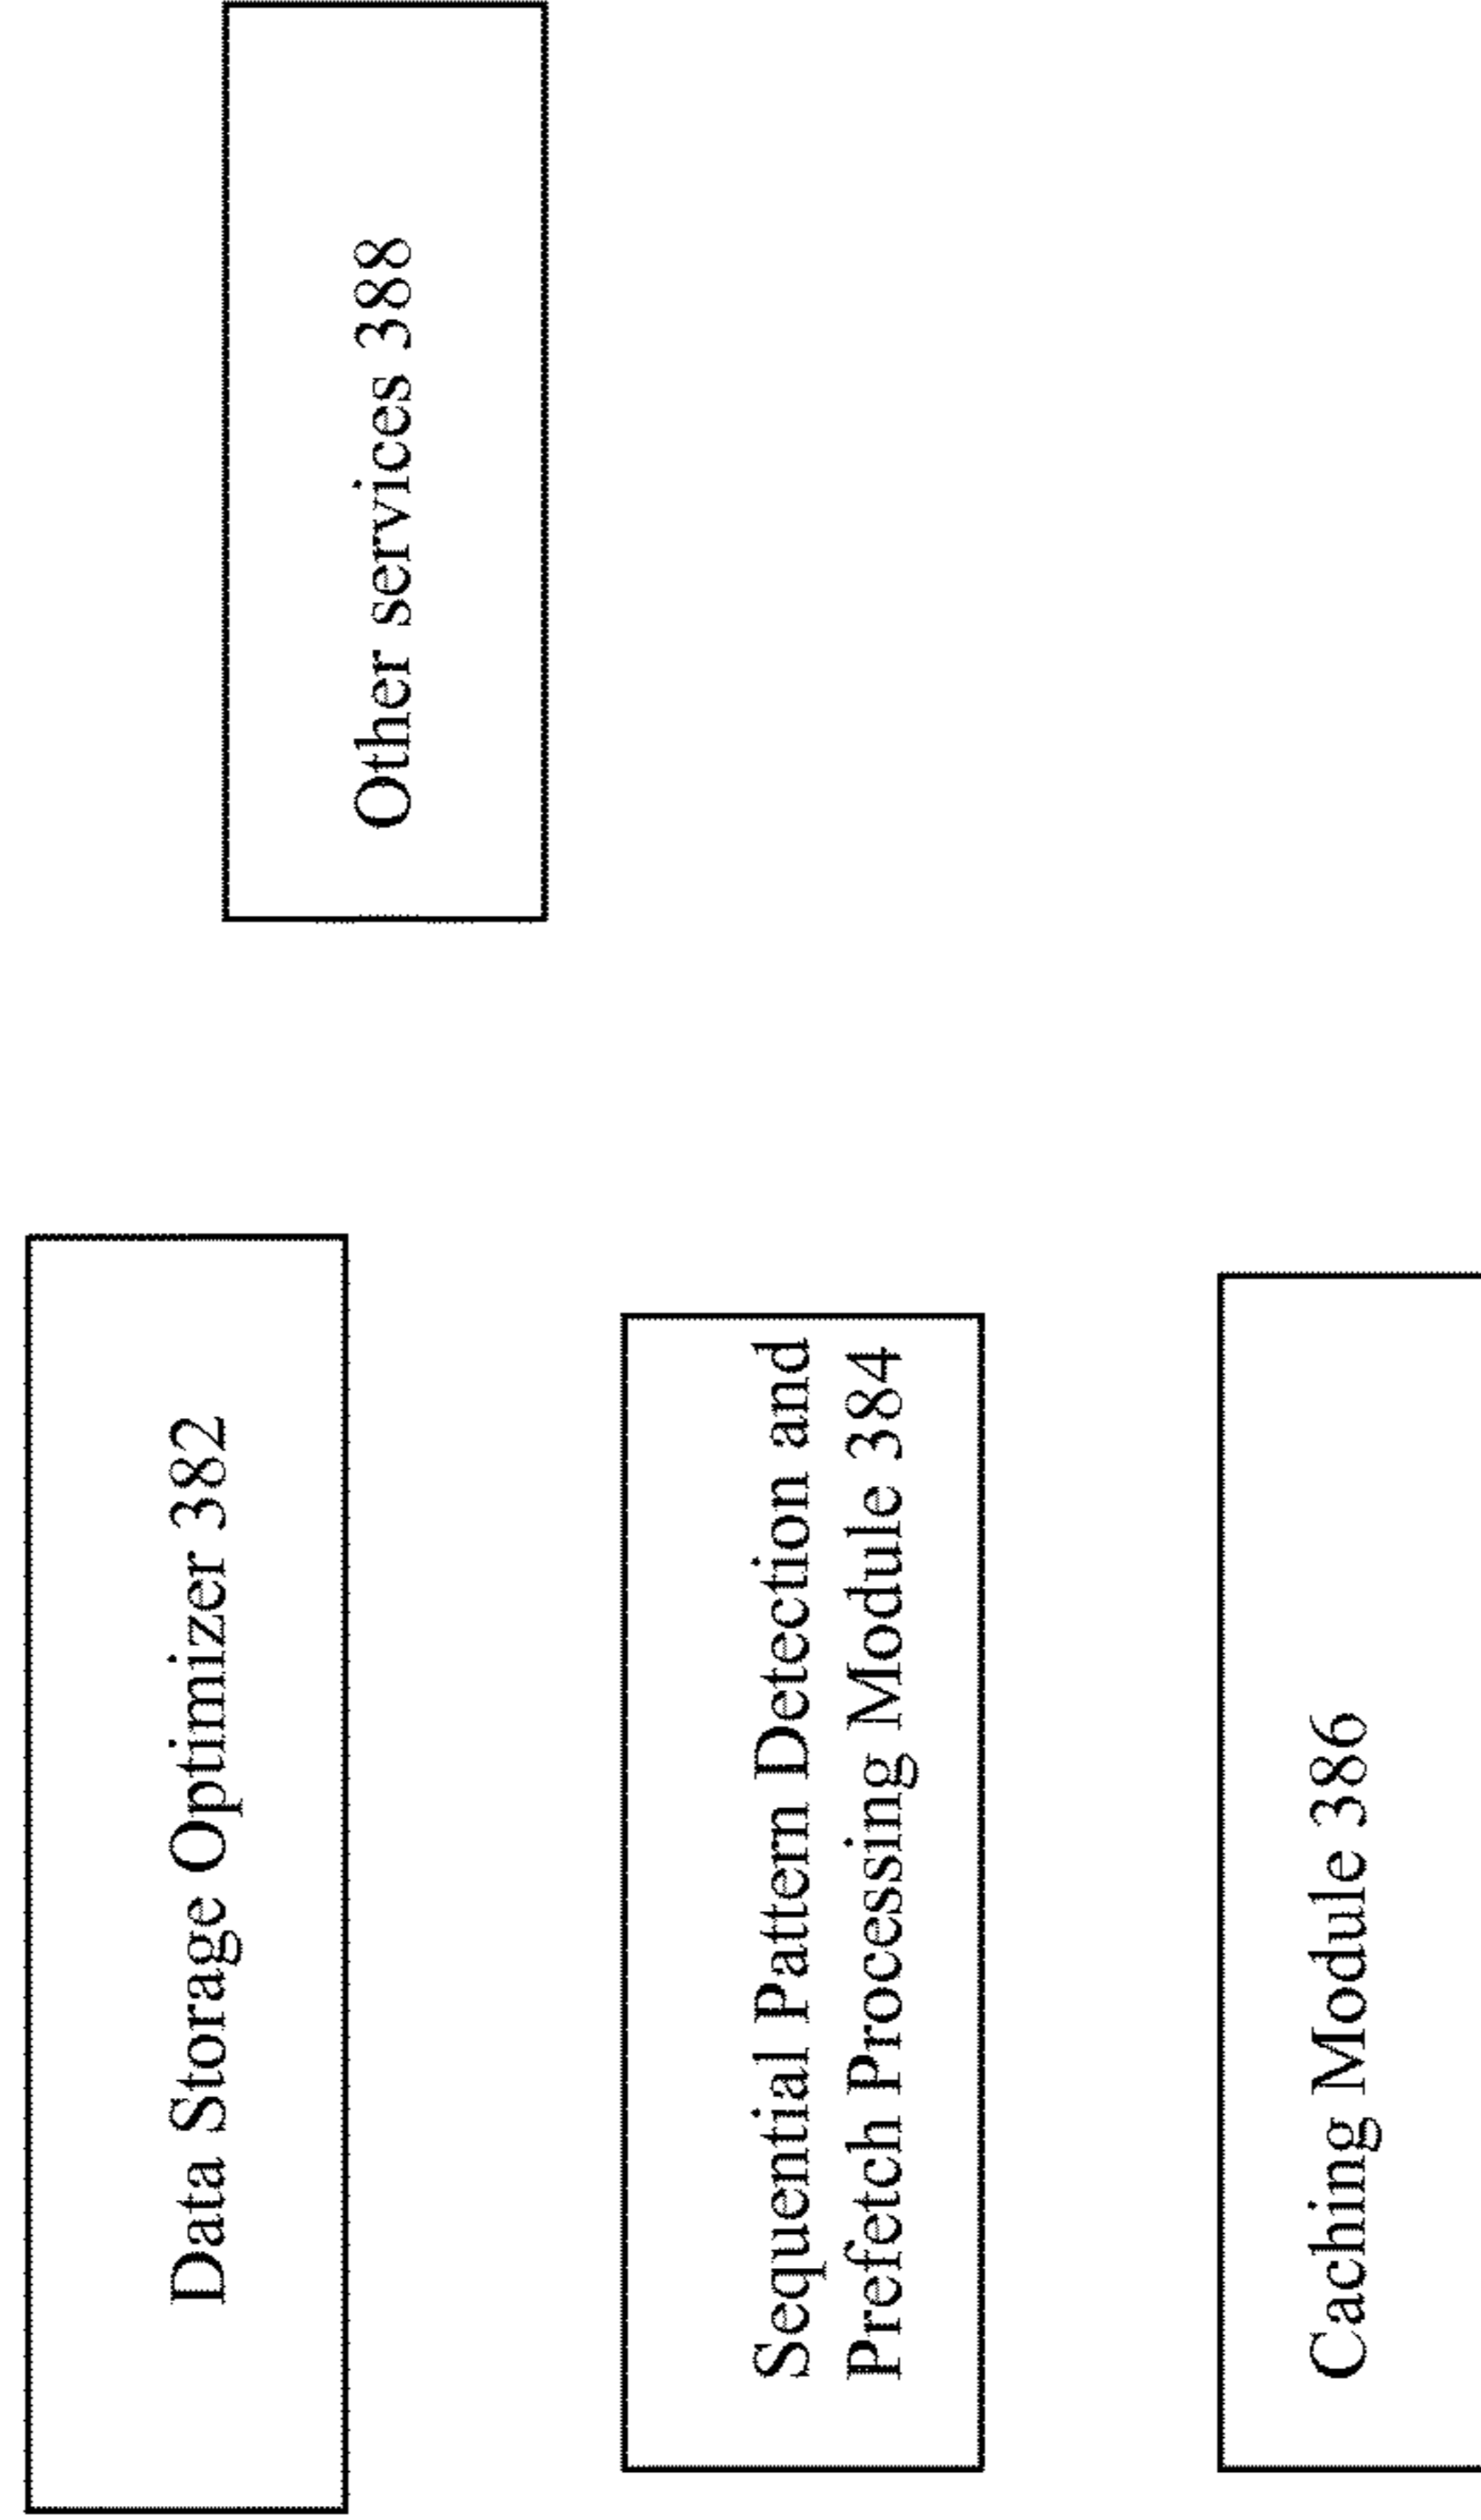 Data Storage Optimizer 382
Other services 388
Sequential Pattern Detection and
Prefetch Processing Module 384
Caching Module 386